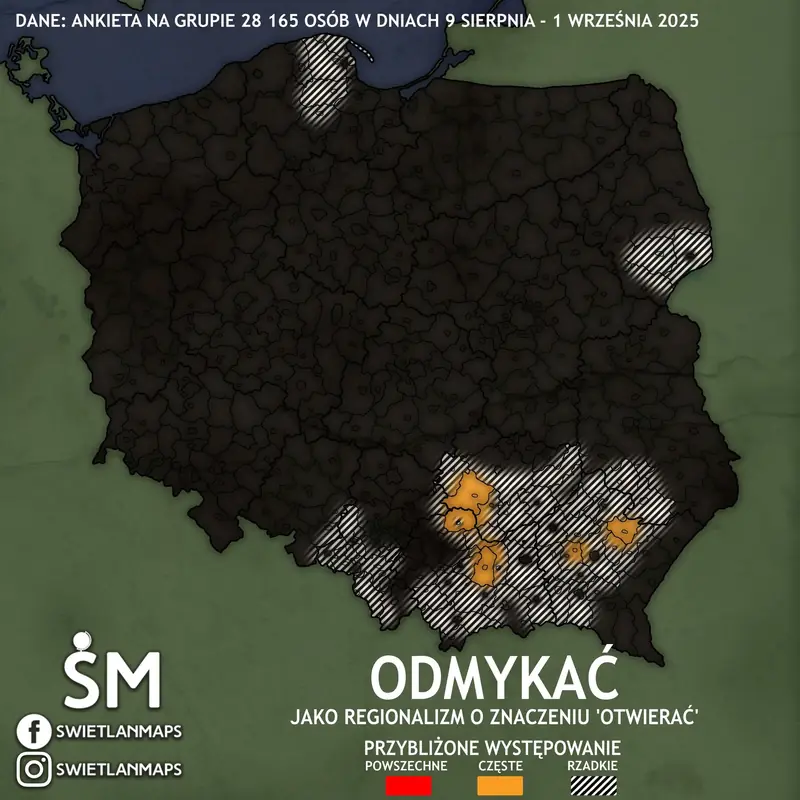 DANE: ANKIETA NA GRUPIE 28 165 OSÓB W DNIACH 9 SIERPNIA - 1 WRZEŚNIA 2025
ŚM
SWIETLANMAPS
SWIETLANMAPS
ODMYKAĆ
JAKO REGIONALIZM O ZNACZENIU 'OTWIERAĆ'
PRZYBLIŻONE WYSTĘPOWANIE
POWSZECHNE CZĘSTE RZADKIE